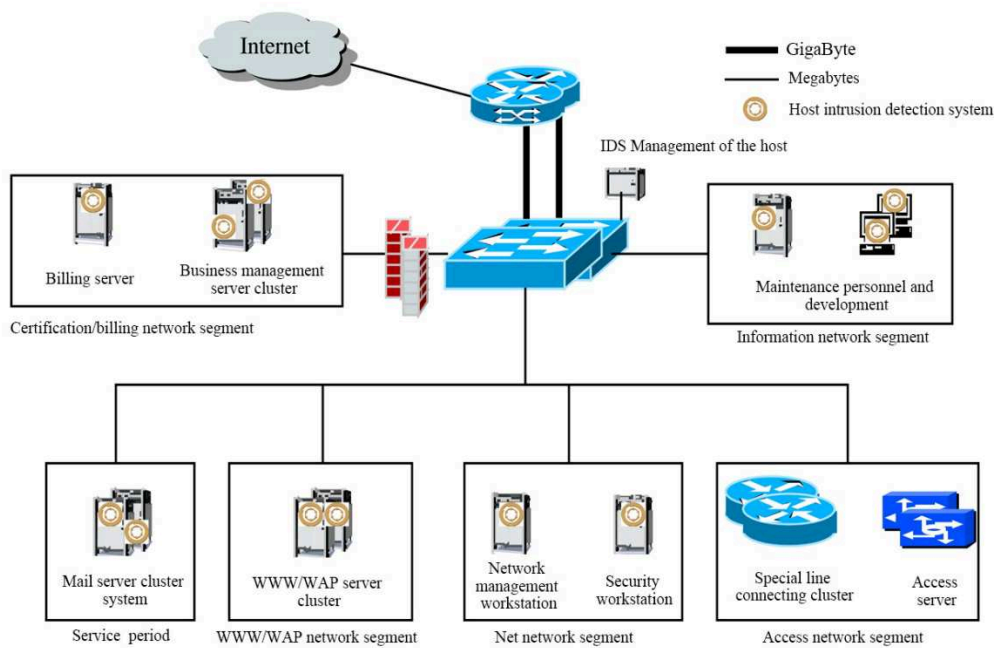 Internet
GigaByte
Megabytes
Host intrusion detection system
IDS Management of the host
Billing server
Business management
server cluster
Certification/billing network segment
Maintenance personnel and
development
Information network segment
Mail server cluster
system
Service period
WWW/WAP server
cluster
WWW/WAP network segment
Network
management
workstation
Security
workstation
Net network segment
Special line
connecting cluster
Access
server
Access network segment